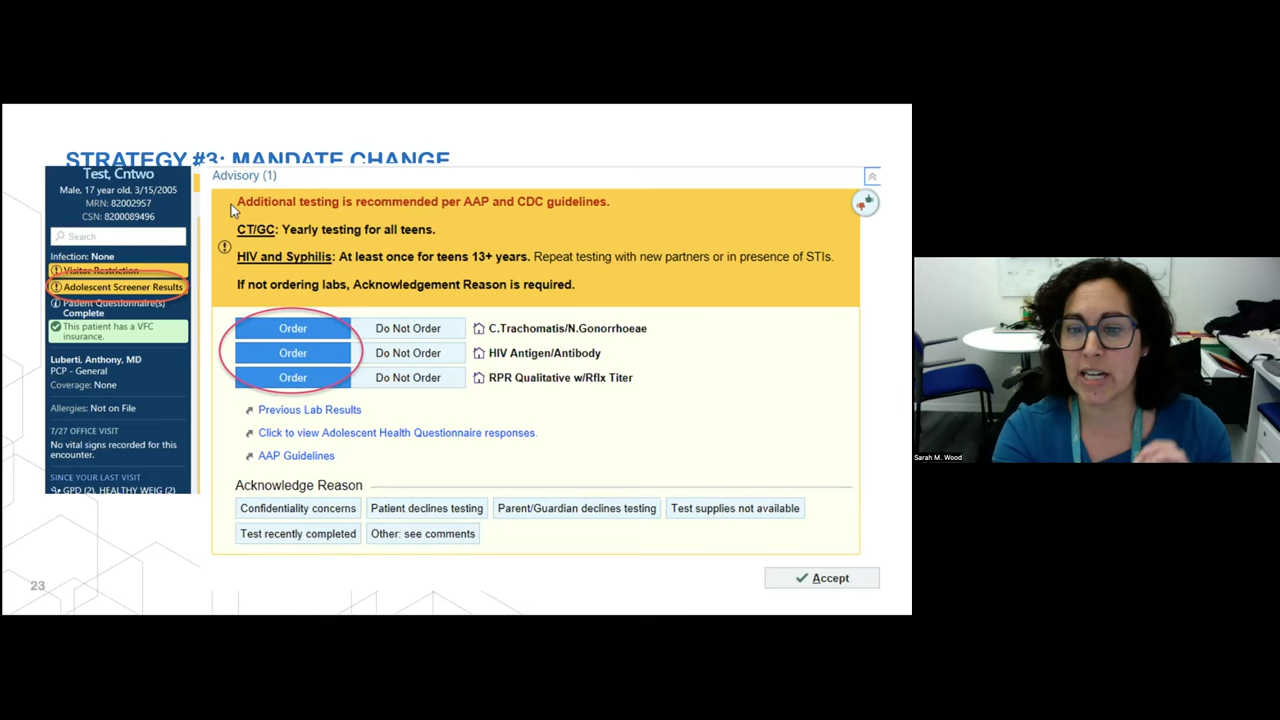 STRATEGY #3: MANDATE CHANGE
Test, Cntwo
Male, 17 year old, 3/15/2005
MRN: 82002957
CSN: 8200089496
Search
Infection: None
Visitor Restriction
Adolescent Screener Results
Patient Questionnaire(s)
Complete
This patient has a VFC
insurance.
Luberti, Anthony, MD
PCP - General
Coverage: None
Allergies: Not on File
7/27 OFFICE VISIT
No vital signs recorded for this
encounter.
SINCE YOUR LAST VISIT
GPD (2), HEALTHY WEIG (2)
Advisory (1)
Additional testing is recommended per AAP and CDC guidelines.
CT/GC: Yearly testing for all teens.
HIV and Syphilis: At least once for teens 13+ years. Repeat testing with new partners or in presence of STIs.
If not ordering labs, Acknowledgement Reason is required.
Order Do Not Order C.Trachomatis/N.Gonorrhoeae
Order Do Not Order HIV Antigen/Antibody
Order Do Not Order RPR Qualitative w/Rflx Titer
Previous Lab Results
Click to view Adolescent Health Questionnaire responses.
AAP Guidelines
Acknowledge Reason
Confidentiality concerns Patient declines testing Parent/Guardian declines testing Test supplies not available
Test recently completed Other: see comments
Accept
23
Sarah M. Wood